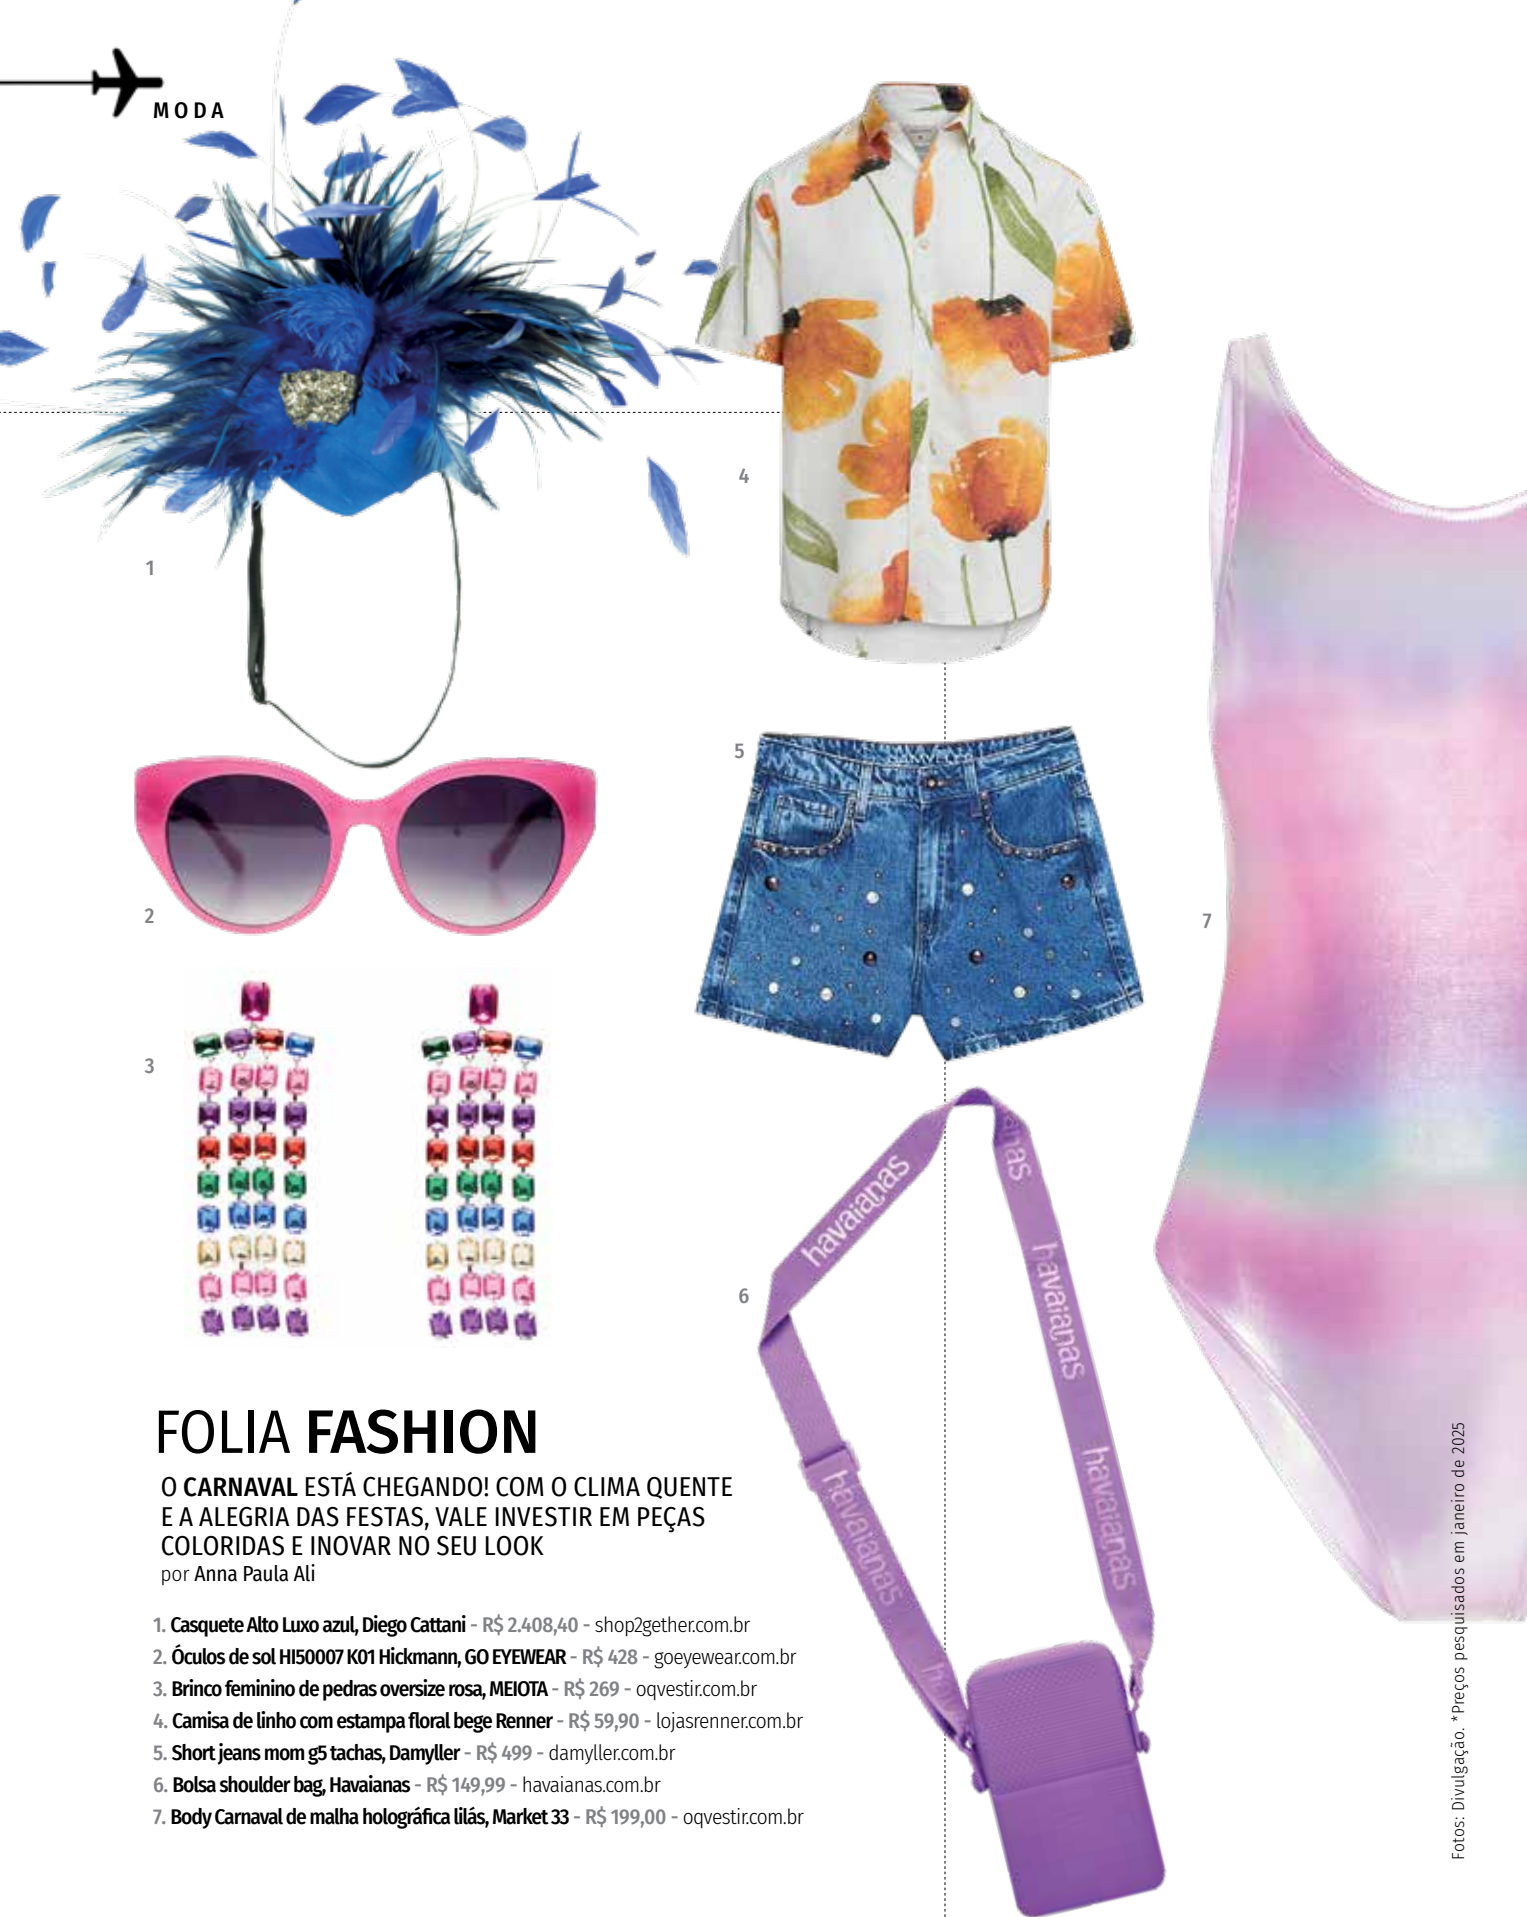 MODA
1
2
3
4
5
6
7
havaianas
anas
havaianas
havaianas
havaianas
hav
FOLIA FASHION
O CARNAVAL ESTÁ CHEGANDO! COM O CLIMA QUENTE
E A ALEGRIA DAS FESTAS, VALE INVESTIR EM PEÇAS
COLORIDAS E INOVAR NO SEU LOOK
por Anna Paula Ali
1. Casquete Alto Luxo azul, Diego Cattani - R$ 2.408,40 - shop2gether.com.br
2. Óculos de sol HI50007 K01 Hickmann, GO EYEWEAR - R$ 428 - goeyewear.com.br
3. Brinco feminino de pedras oversize rosa, MEIOTA - R$ 269 - oqvestir.com.br
4. Camisa de linho com estampa floral bege Renner - R$ 59,90 - lojasrenner.com.br
5. Short jeans mom g5 tachas, Damyller - R$ 499 - damyller.com.br
6. Bolsa shoulder bag, Havaianas - R$ 149,99 - havaianas.com.br
7. Body Carnaval de malha holográfica lilás, Market 33 - R$ 199,00 - oqvestir.com.br
Fotos: Divulgação. *Preços pesquisados em janeiro de 2025